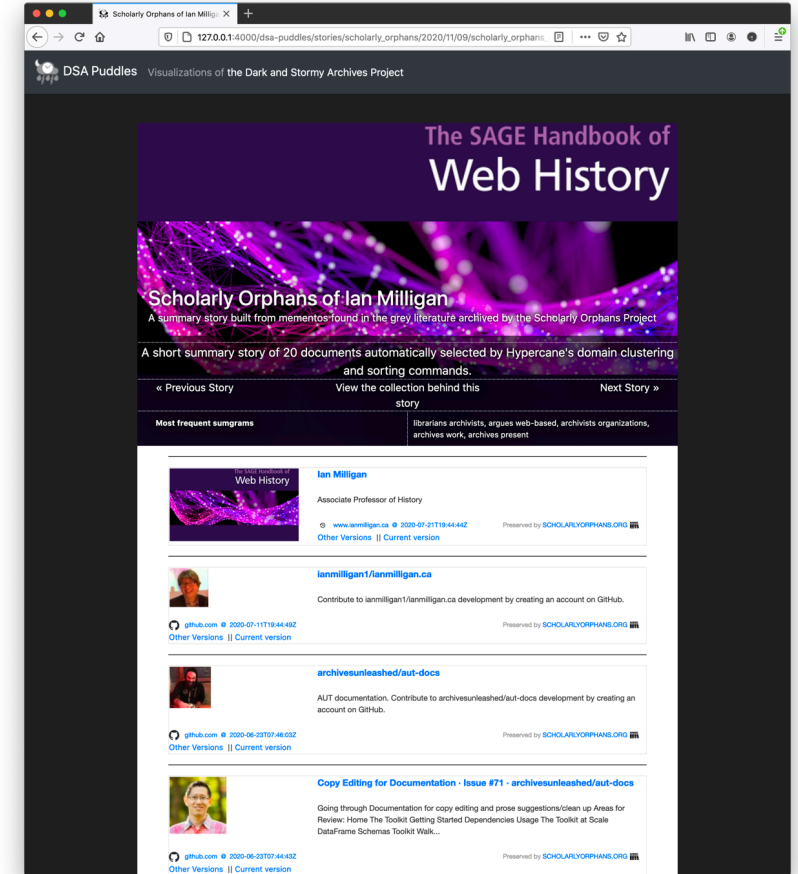 Scholarly Orphans of Ian Milliga
127.0.0.1:4000/dsa-puddles/stories/scholarly_orphans/2020/11/09/scholarly_orphans_
DSA Puddles Visualizations of the Dark and Stormy Archives Project
The SAGE Handbook of
Web History
Scholarly Orphans of Ian Milligan
A summary story built from mementos found in the grey literature archived by the Scholarly Orphans Project
A short summary story of 20 documents automatically selected by Hypercane's domain clustering
and sorting commands.
« Previous Story View the collection behind this Next Story »
story
Most frequent sumgrams librarians archivists, argues web-based, archivists organizations,
archives work, archives present
The SAGE Handbook of
Web History
Ian Milligan
Associate Professor of History
www.ianmilligan.ca @ 2020-07-21T19:44:44Z Preserved by SCHOLARLYORPHANS.ORG
Other Versions || Current version
ianmilligan1/ianmilligan.ca
Contribute to ianmilligan1/ianmilligan.ca development by creating an account on GitHub.
github.com @ 2020-07-11T19:44:49Z Preserved by SCHOLARLYORPHANS.ORG
Other Versions || Current version
archivesunleashed/aut-docs
AUT documentation. Contribute to archivesunleashed/aut-docs development by creating an
account on GitHub.
github.com @ 2020-06-23T07:46:03Z Preserved by SCHOLARLYORPHANS.ORG
Other Versions || Current version
Copy Editing for Documentation · Issue #71 · archivesunleashed/aut-docs
Going through Documentation for copy editing and prose suggestions/clean up Areas for
Review: Home The Toolkit Getting Started Dependencies Usage The Toolkit at Scale
DataFrame Schemas Toolkit Walk...
github.com @ 2020-06-23T07:44:43Z Preserved by SCHOLARLYORPHANS.ORG
Other Versions || Current version